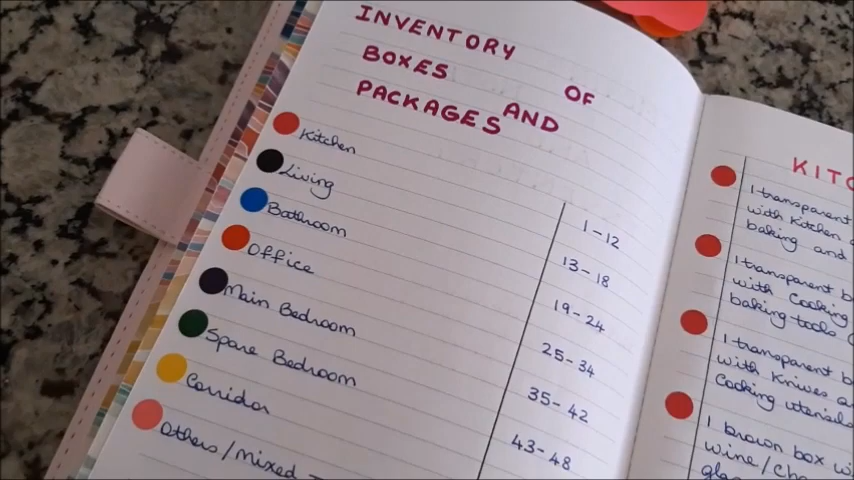 INVENTORY OF
BOXES AND
PACKAGES
Kitchen 1-12
Living 13-18
Bathroom 19-24
Office 25-34
Main Bedroom 35-42
Spare Bedroom 43-48
Corridor
Others/Mixed
1 transparent
with Kitchen
baking and
1 transparent
with Cooking
baking tools
1 transparent
with Knives
Cooking utensils
1 brown box